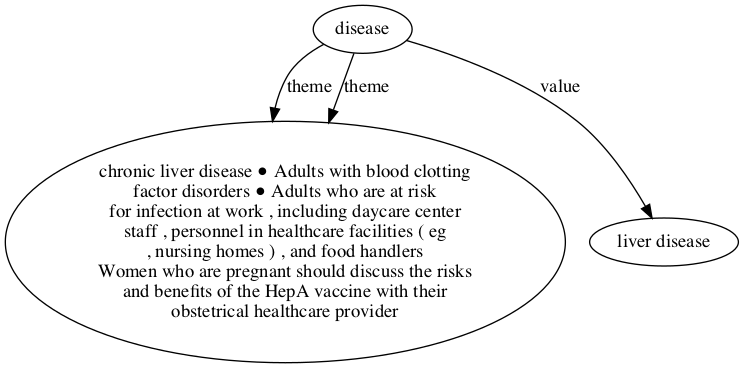 disease
theme
theme
value
chronic liver disease ● Adults with blood clotting
factor disorders ● Adults who are at risk
for infection at work , including daycare center
staff , personnel in healthcare facilities ( eg
, nursing homes ) , and food handlers
Women who are pregnant should discuss the risks
and benefits of the HepA vaccine with their
obstetrical healthcare provider
liver disease